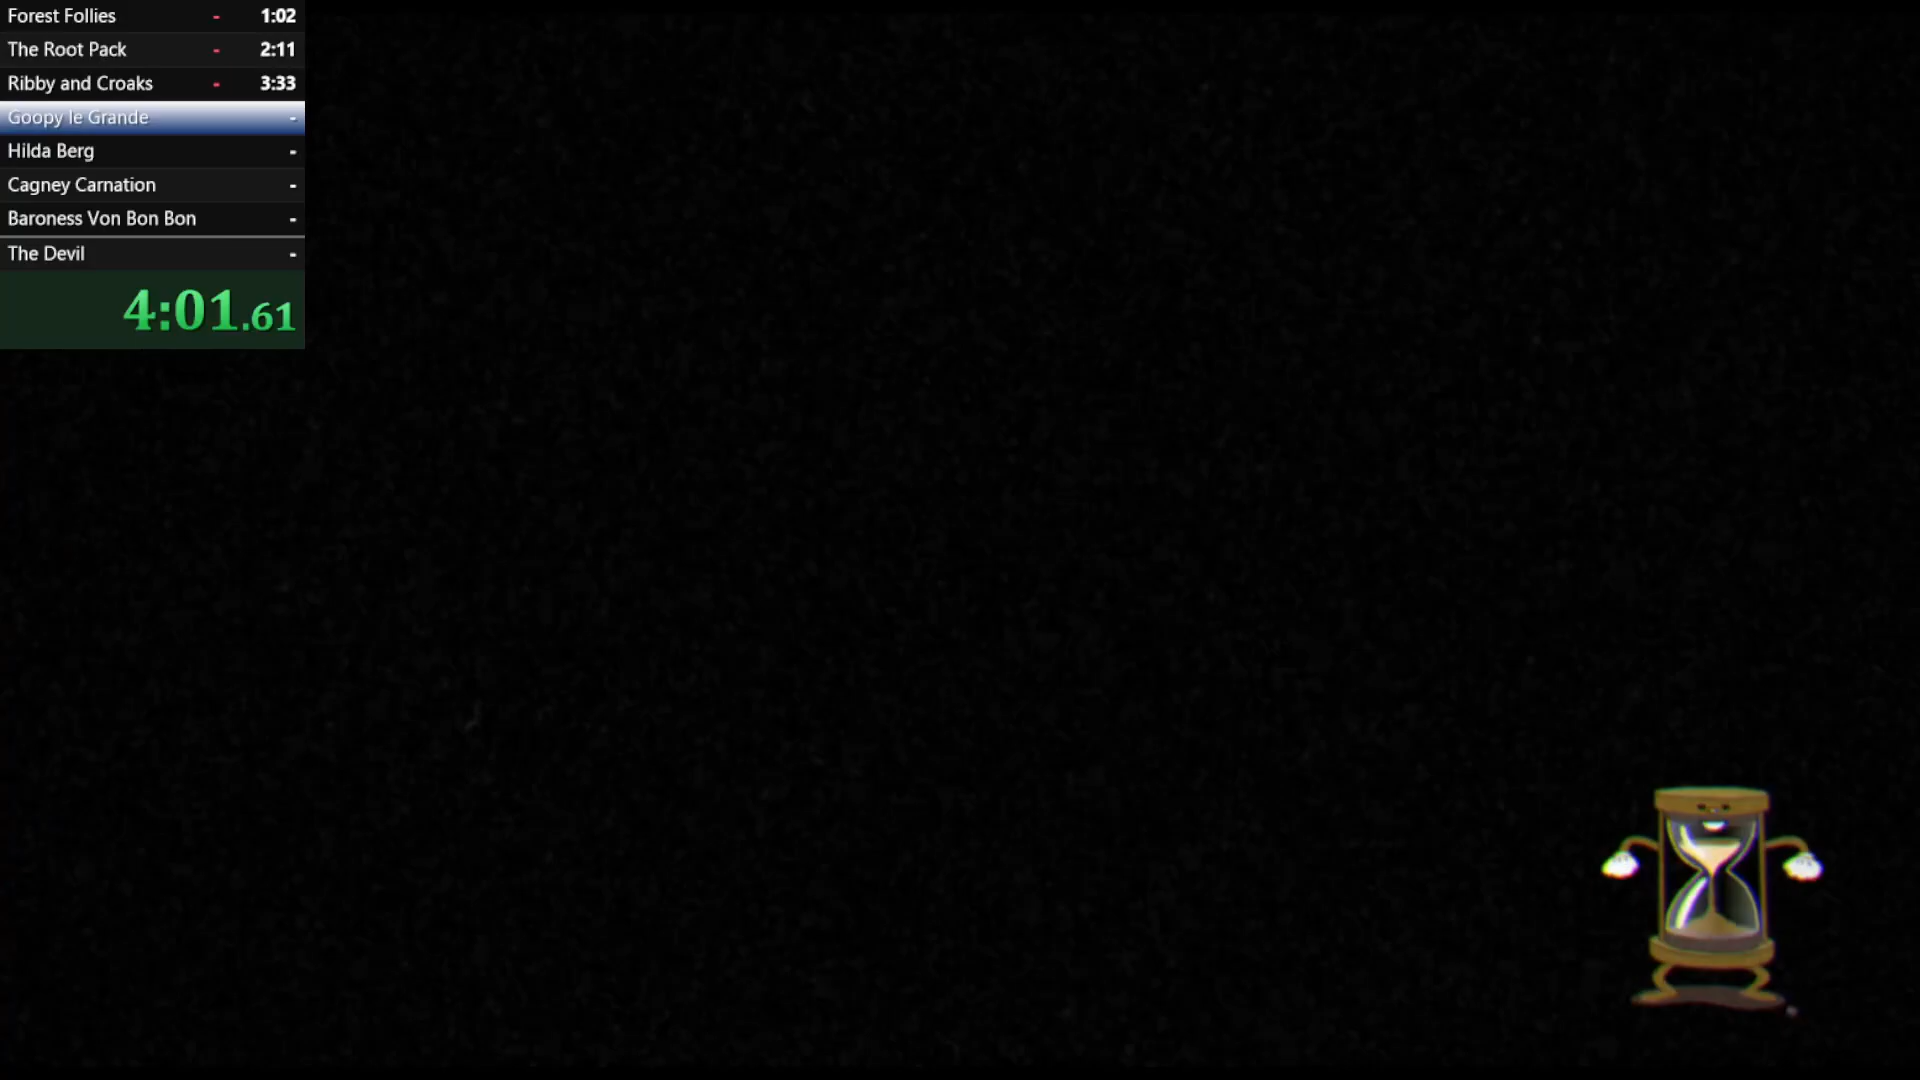 Forest Follies - 1:02
The Root Pack - 2:11
Ribby and Croaks - 3:33
Goopy le Grande -
Hilda Berg -
Cagney Carnation -
Baroness Von Bon Bon -
The Devil -
4:01.61